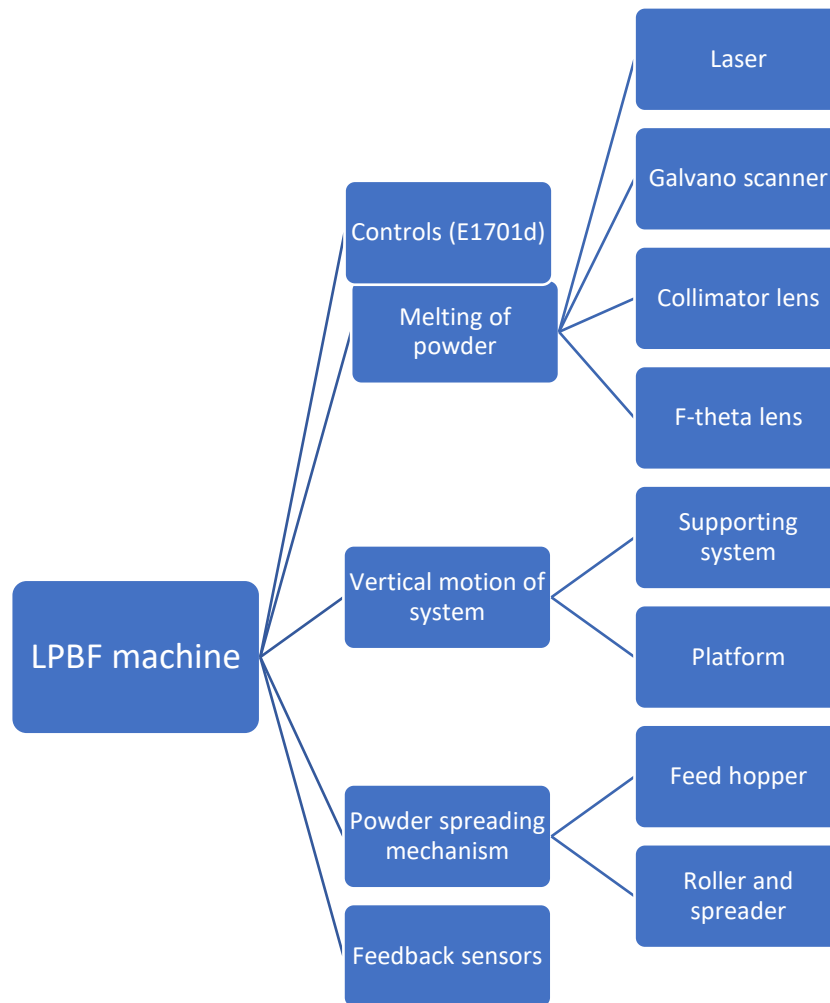 LPBF machine
Controls (E1701d)
Melting of
powder
Laser
Galvano scanner
Collimator lens
F-theta lens
Vertical motion of
system
Supporting
system
Platform
Powder spreading
mechanism
Feed hopper
Roller and
spreader
Feedback sensors